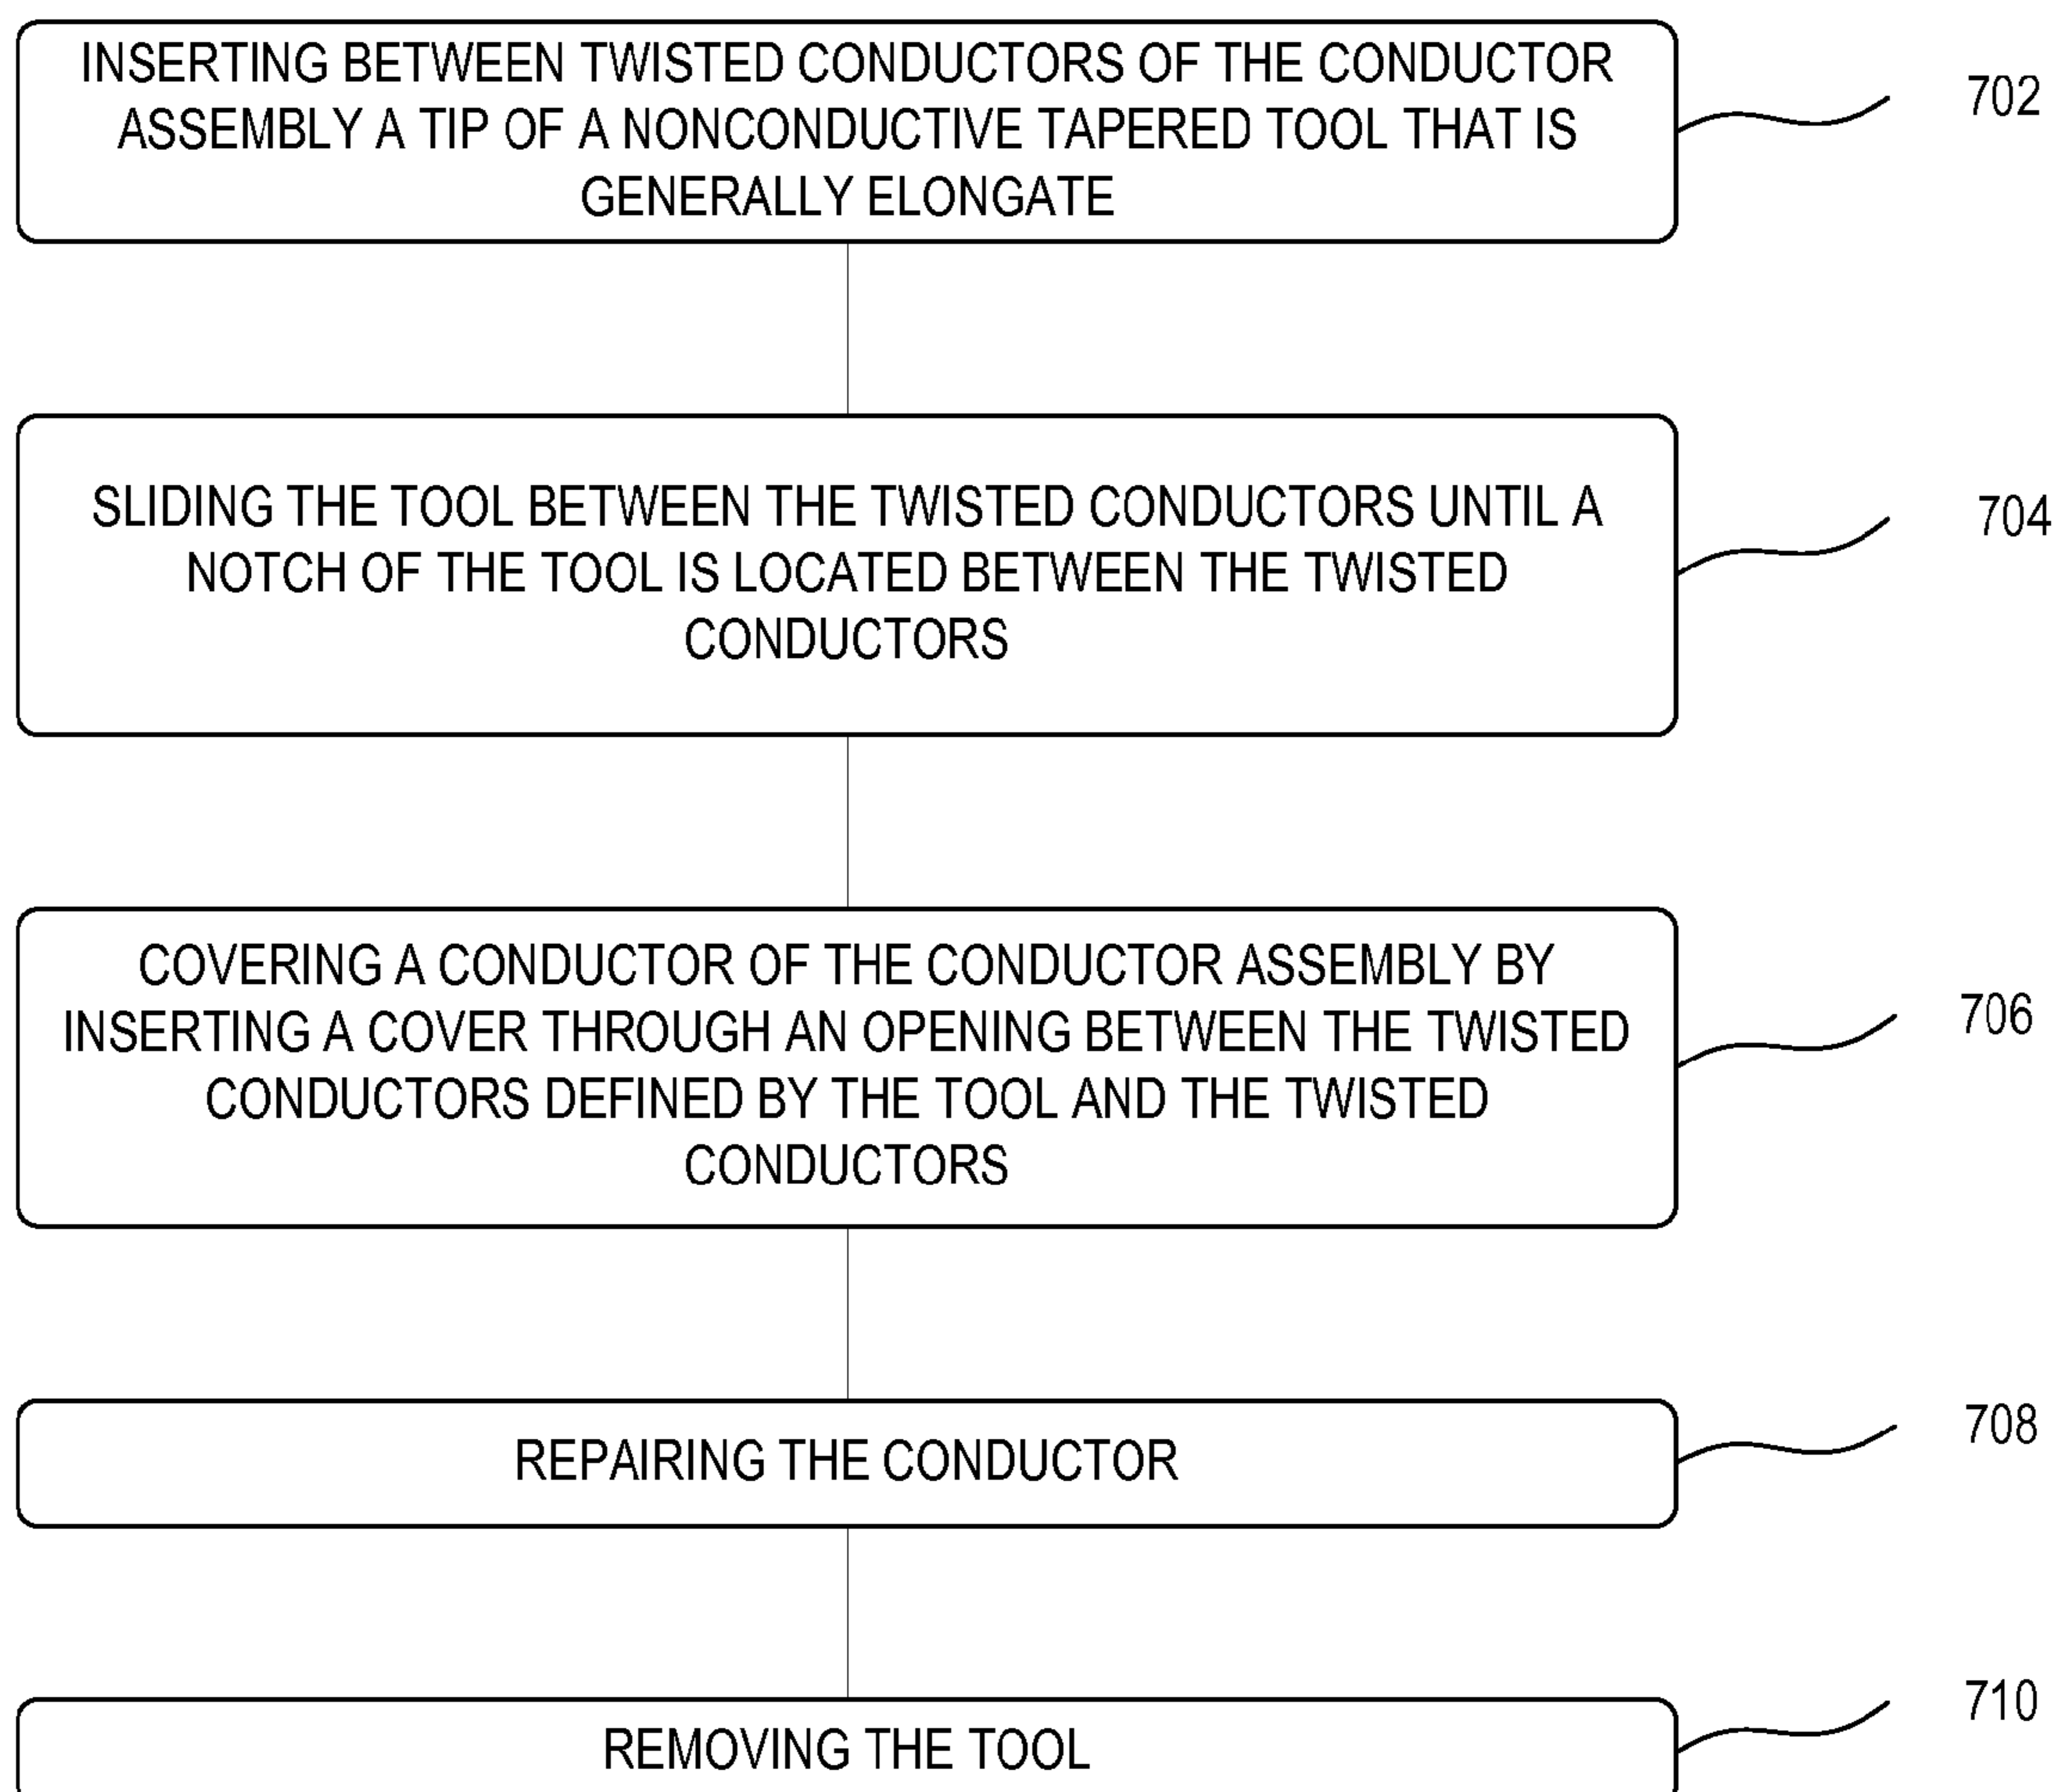 INSERTING BETWEEN TWISTED CONDUCTORS OF THE CONDUCTOR
ASSEMBLY A TIP OF A NONCONDUCTIVE TAPERED TOOL THAT IS
GENERALLY ELONGATE
702
SLIDING THE TOOL BETWEEN THE TWISTED CONDUCTORS UNTIL A
NOTCH OF THE TOOL IS LOCATED BETWEEN THE TWISTED
CONDUCTORS
704
COVERING A CONDUCTOR OF THE CONDUCTOR ASSEMBLY BY
INSERTING A COVER THROUGH AN OPENING BETWEEN THE TWISTED
CONDUCTORS DEFINED BY THE TOOL AND THE TWISTED
CONDUCTORS
706
REPAIRING THE CONDUCTOR
708
REMOVING THE TOOL
710